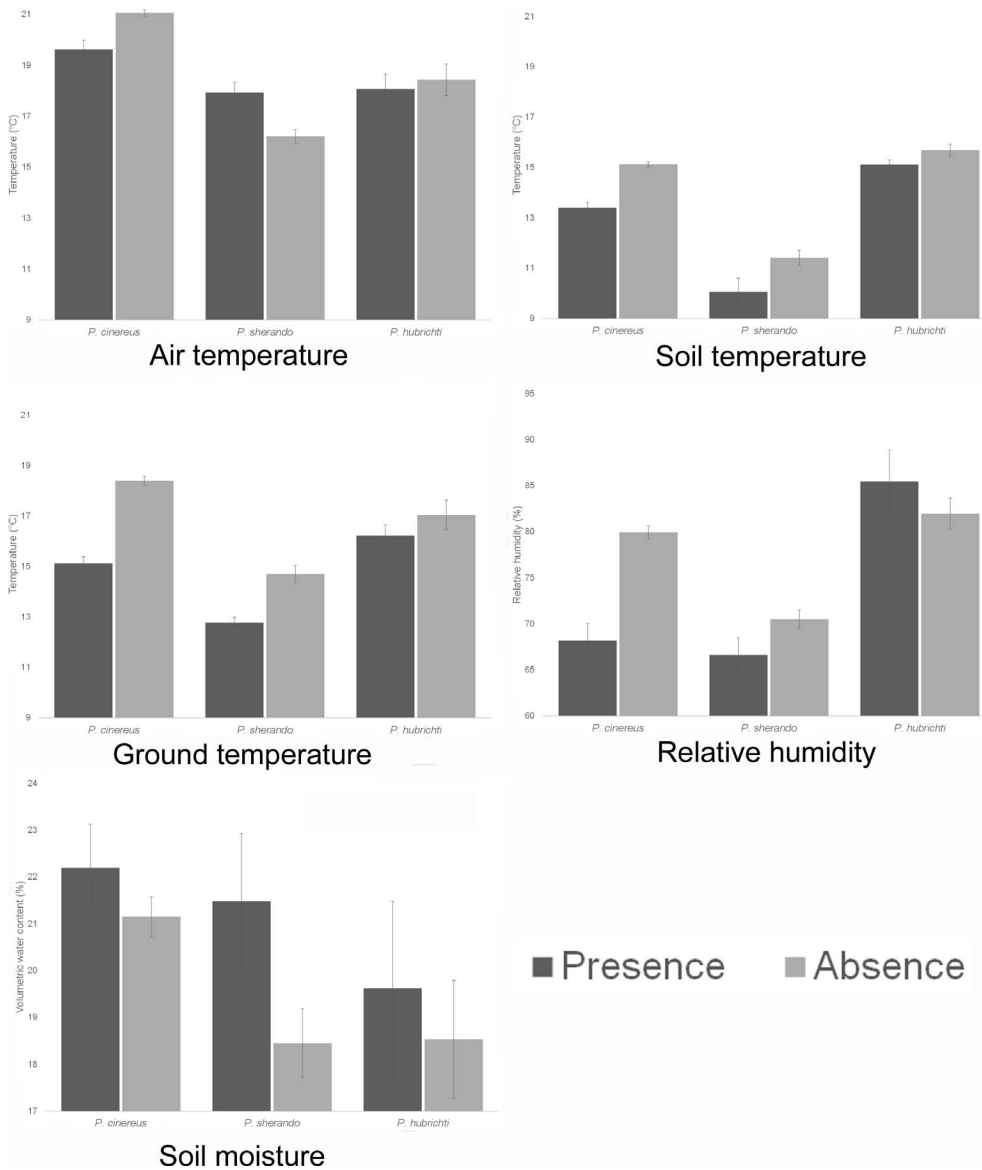 21
19
17
15
13
11
9
Temperature (°C)
P. cinereus
P. sherando
P. hubrichti
Air temperature
21
19
17
15
13
11
9
Temperature (°C)
P. cinereus
P. sherando
P. hubrichti
Soil temperature
21
19
17
15
13
11
9
Temperature (°C)
P. cinereus
P. sherando
P. hubrichti
Ground temperature
95
90
85
80
75
70
65
60
Relative humidity (%)
P. cinereus
P. sherando
P. hubrichti
Relative humidity
24
23
22
21
20
19
18
17
Volumetric water content (%)
P. cinereus
P. sherando
P. hubrichti
Soil moisture
Presence
Absence